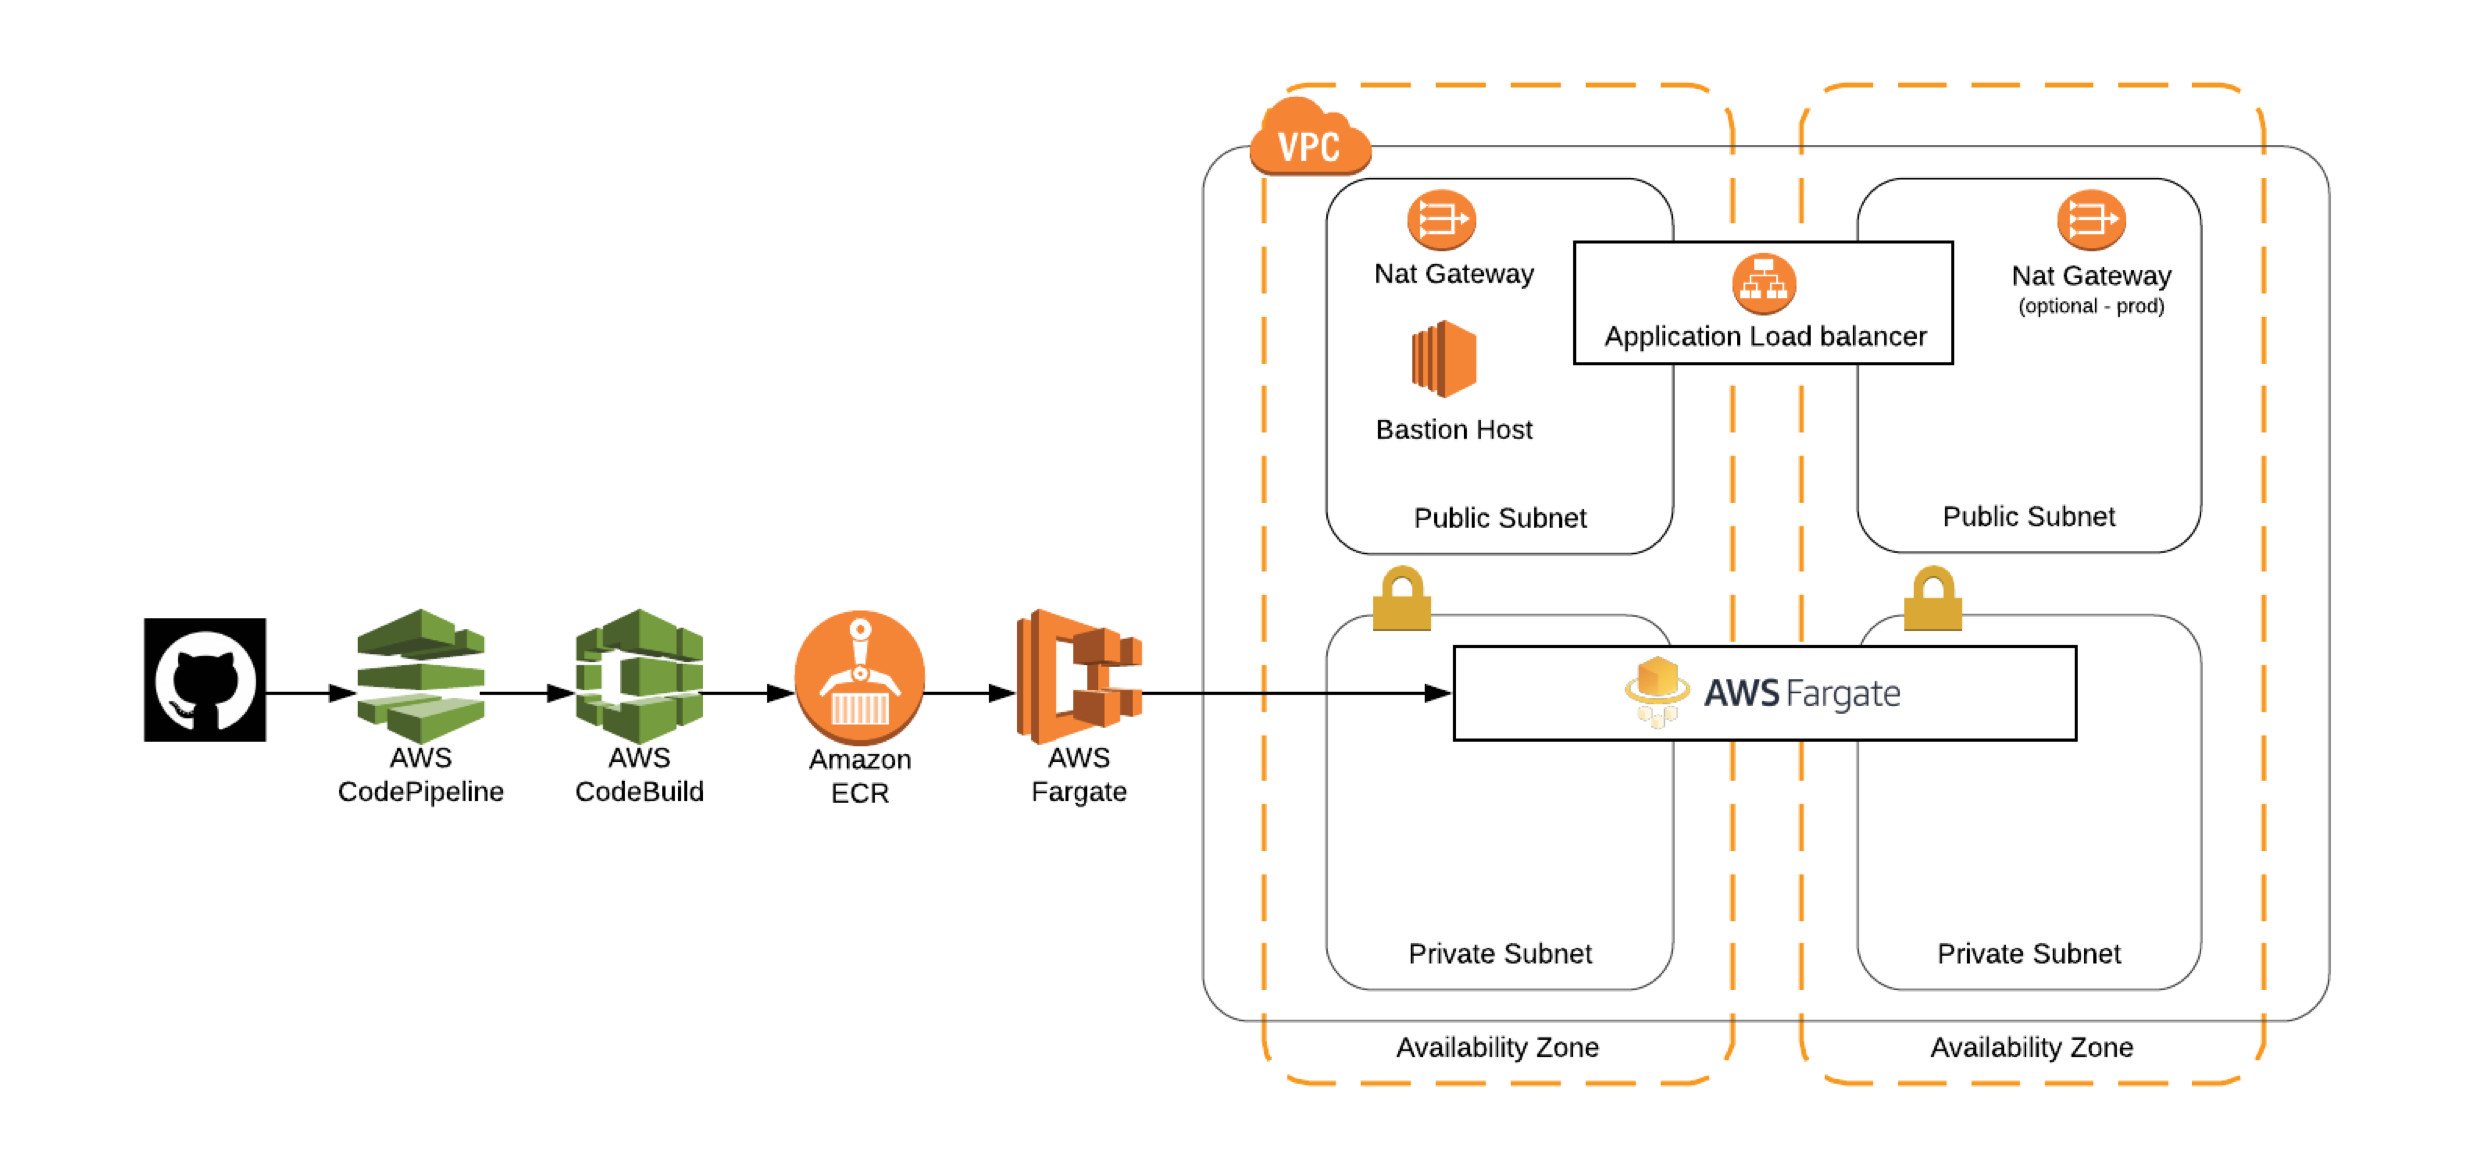 VPC
Nat Gateway
Bastion Host
Public Subnet
Application Load balancer
Nat Gateway
(optional - prod)
Public Subnet
AWS
CodePipeline
AWS
CodeBuild
Amazon
ECR
AWS
Fargate
AWS Fargate
Private Subnet
Private Subnet
Availability Zone
Availability Zone